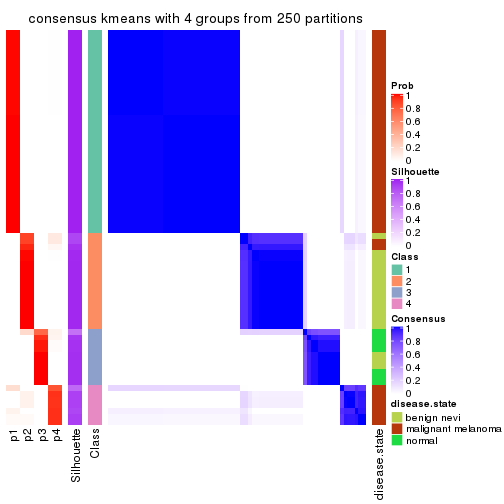 consensus kmeans with 4 groups from 250 partitions
Prob
1
0.8
0.6
0.4
0.2
0
Silhouette
1
0.8
0.6
0.4
0.2
0
Class
1
2
3
4
Consensus
1
0.8
0.6
0.4
0.2
0
disease.state
benign nevi
malignant melanoma
normal
p1
p2
p3
p4
Silhouette
Class
disease.state